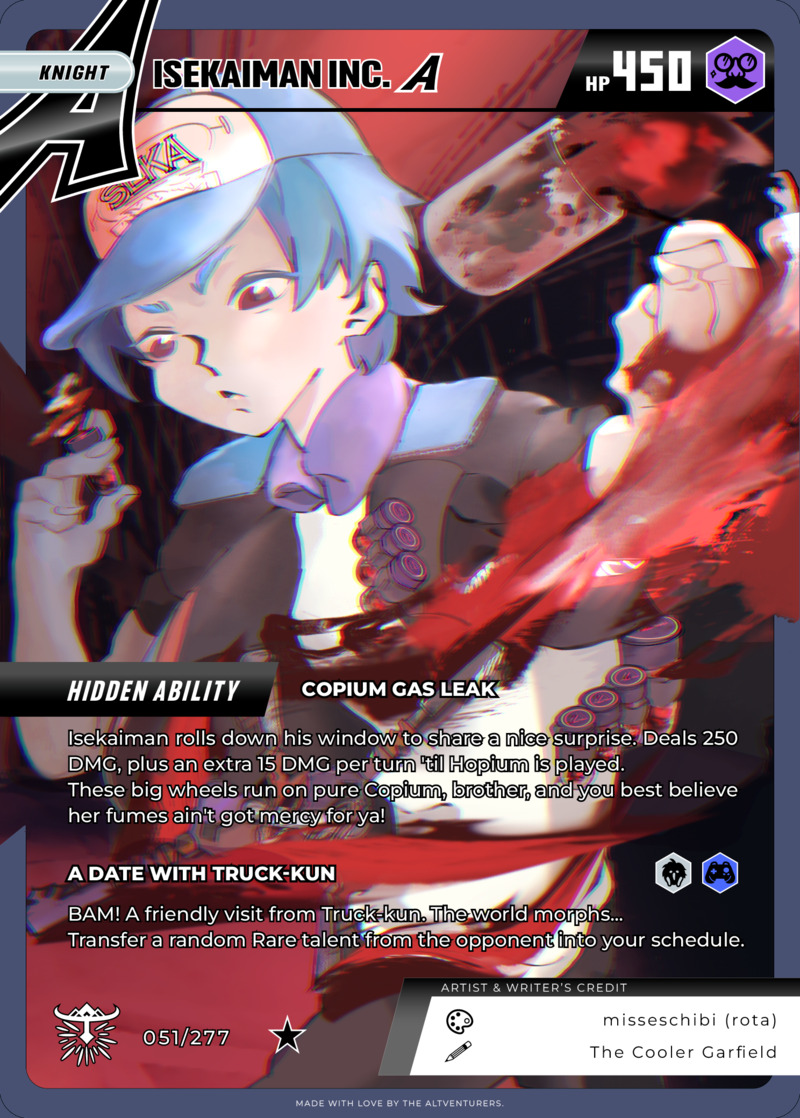 KNIGHT
ISEKAIMAN INC. A
HP 450
HIDDEN ABILITY
COPIUM GAS LEAK
Isekaiman rolls down his window to share a nice surprise. Deals 250
DMG, plus an extra 15 DMG per turn 'til Hopium is played.
These big wheels run on pure Copium, brother, and you best believe
her fumes ain't got mercy for ya!
A DATE WITH TRUCK-KUN
BAM! A friendly visit from Truck-kun. The world morphs...
Transfer a random Rare talent from the opponent into your schedule.
ARTIST & WRITER'S CREDIT
misseschibi (rota)
051/277
The Cooler Garfield
MADE WITH LOVE BY THE ALTVENTURERS.